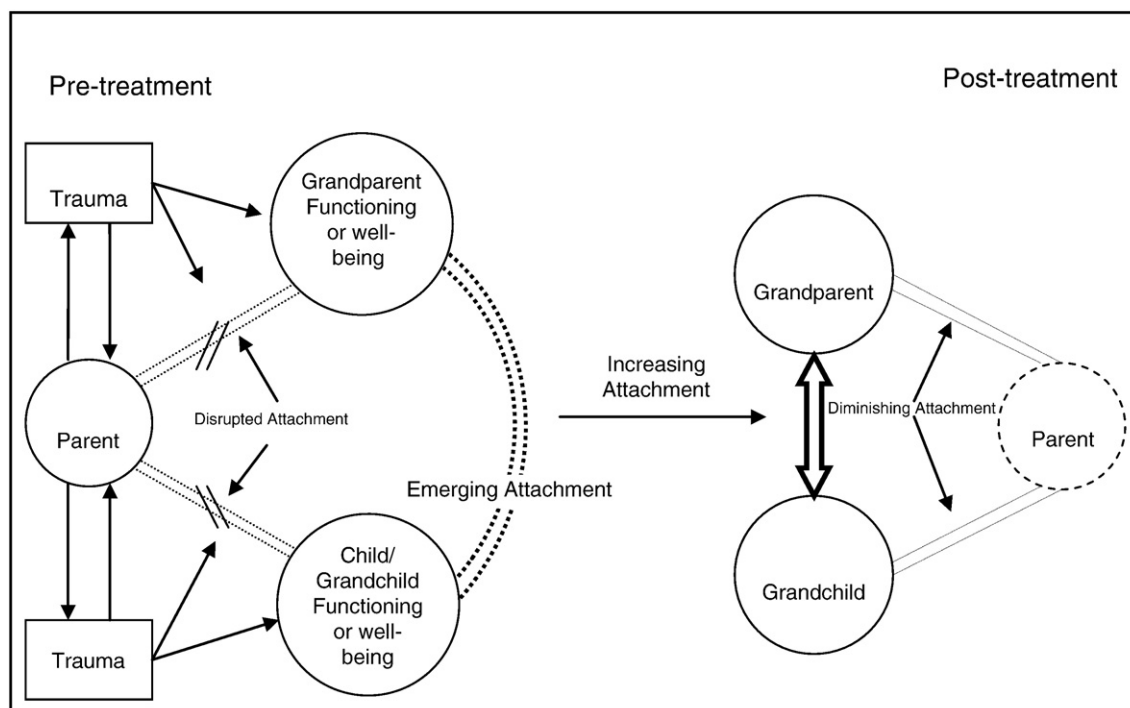 Pre-treatment
Post-treatment
Trauma
Grandparent
Functioning
or well-
being
Parent
Disrupted Attachment
Emerging Attachment
Child/
Grandchild
Functioning
or well-
being
Trauma
Increasing
Attachment
Grandparent
Diminishing Attachment
Parent
Grandchild